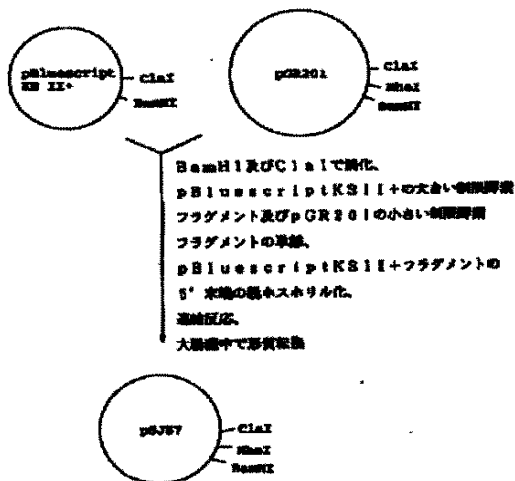 pBluescript
KS II+
ClaI
BamHI
pGR201
ClaI
NheI
BamHI
BamHI及びClaIで消化、
pBluescriptKSII+の大きい制限酵素
フラグメント及びpGR201の小さい制限酵素
フラグメントの単離、
pBluescriptKSII+フラグメントの
5'末端の脱ホスホリル化、
連結反応、
大腸菌中で形質転換
ClaI
NheI
BamHI